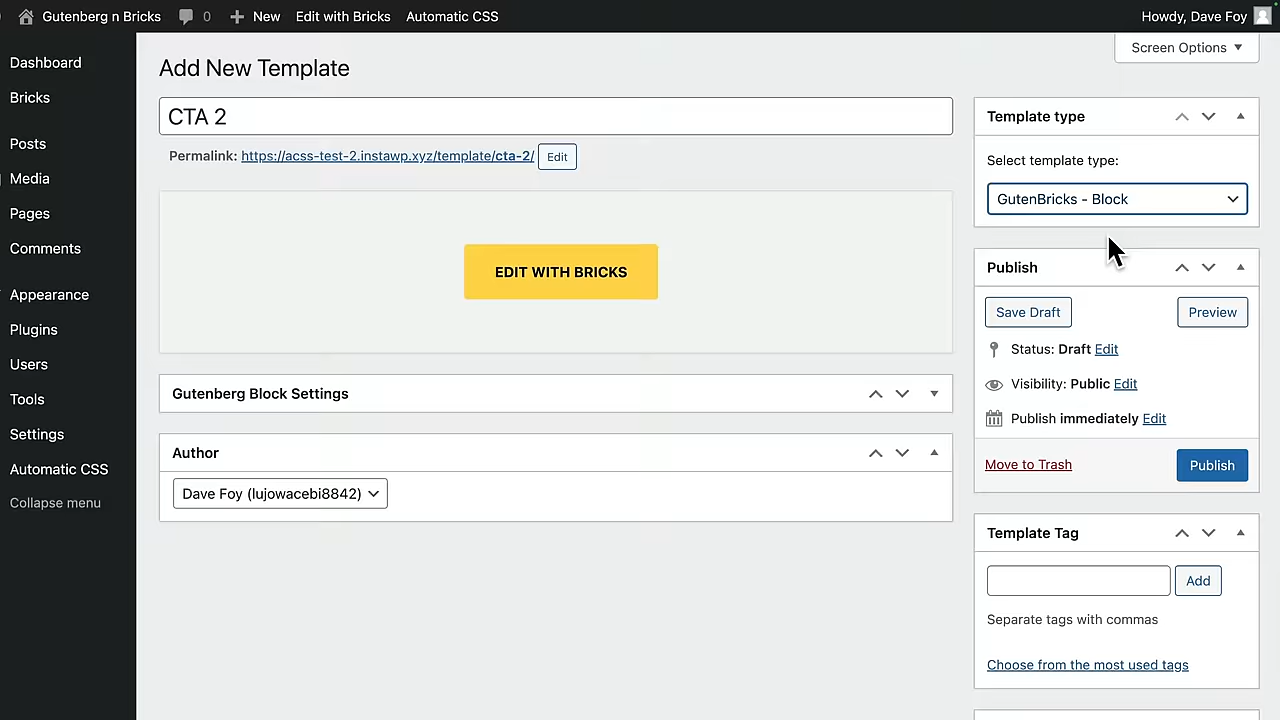 Gutenberg n Bricks 0 New Edit with Bricks Automatic CSS Howdy, Dave Foy
Screen Options
Dashboard
Bricks
Posts
Media
Pages
Comments
Appearance
Plugins
Users
Tools
Settings
Automatic CSS
Collapse menu
Add New Template
CTA 2
Permalink: https://acss-test-2.instawp.xyz/template/cta-2/ Edit
EDIT WITH BRICKS
Gutenberg Block Settings
Author
Dave Foy (lujowacebi8842)
Template type
Select template type:
GutenBricks - Block
Publish
Save Draft Preview
Status: Draft Edit
Visibility: Public Edit
Publish immediately Edit
Move to Trash Publish
Template Tag
Add
Separate tags with commas
Choose from the most used tags